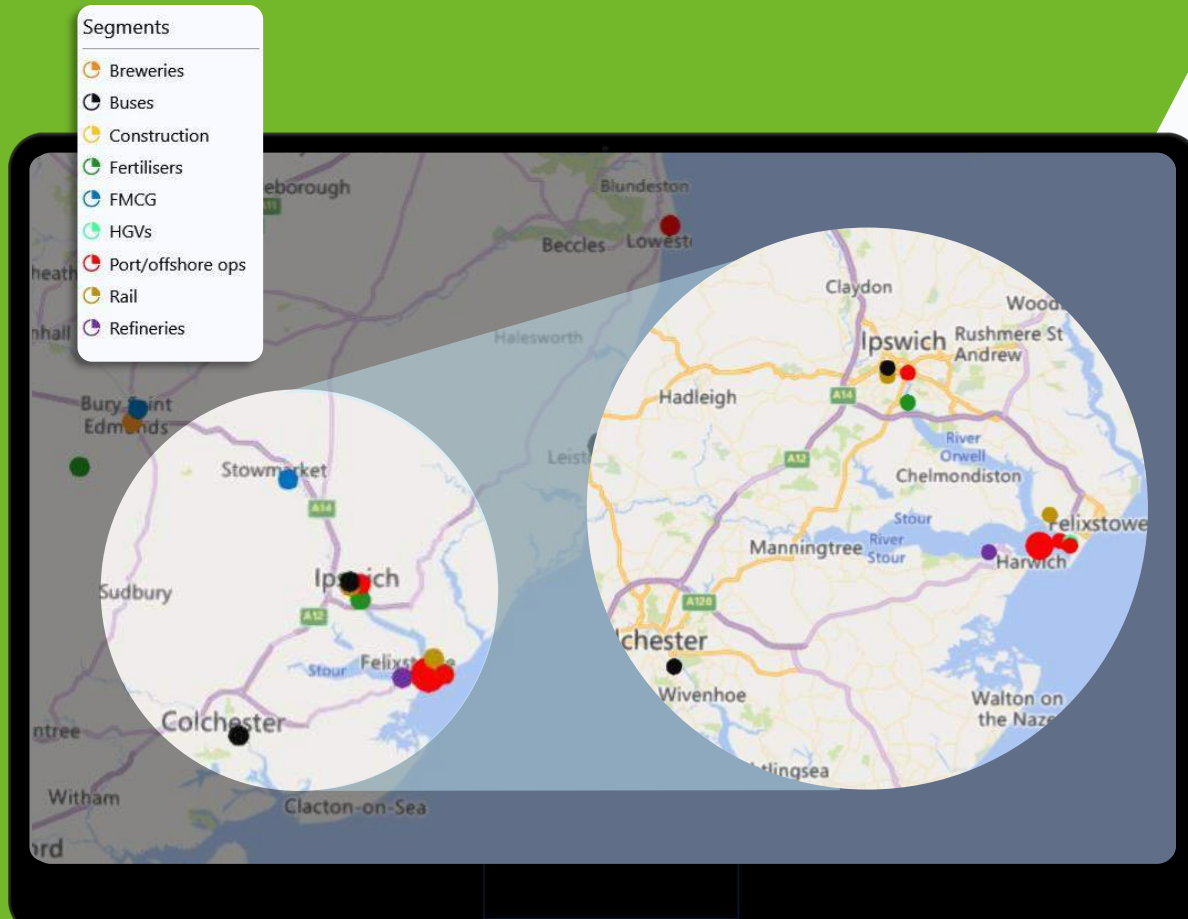 Segments
Breweries
Buses
Construction
Fertilisers
FMCG
HGVs
Port/offshore ops
Rail
Refineries
eborough
A11
Blundeston
Beccles
Lowest
heath
nhall
Halesworth
Bury Saint
Edmunds
Leist
Stowmarket
A14
Sudbury
Ipswich
A12
Stour
Felixstowe
Colchester
ntree
Witham
Clacton-on-Sea
ord
Claydon
Wood
Ipswich
Rushmere St
Andrew
Hadleigh
A14
River
Orwell
A12
Chelmondiston
Stour
Felixstowe
Manningtree
River
Stour
Harwich
A120
lchester
Wivenhoe
Walton on
the Naze
tlingsea